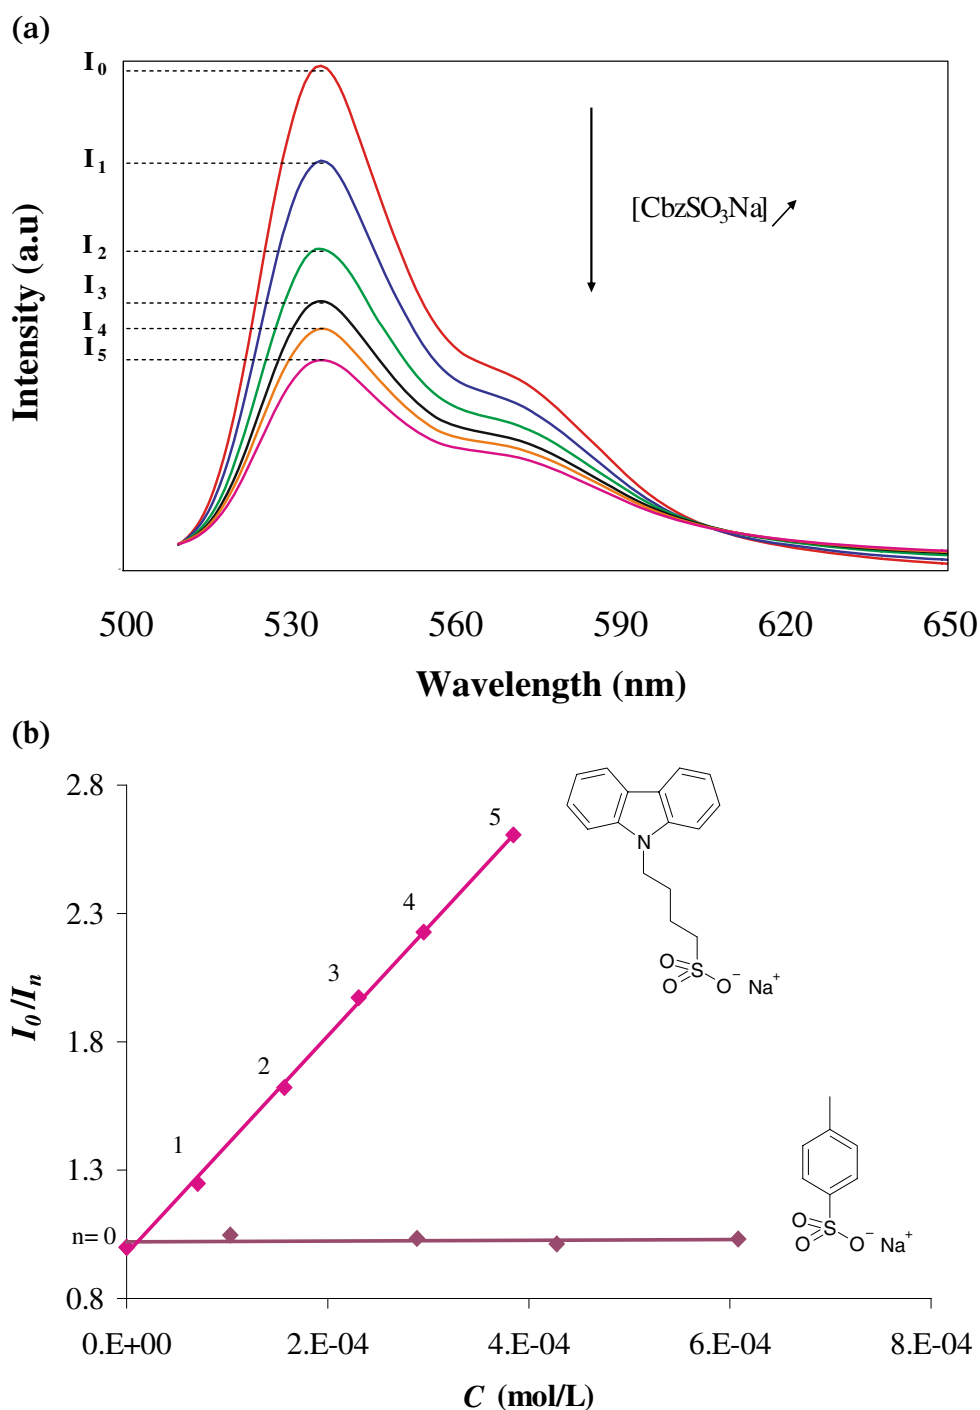 (a)
I0
I1
I2
I3
I4
I5
Intensity (a.u)
[CbzSO3Na]
500 530 560 590 620 650
Wavelength (nm)
(b)
2.8
2.3
1.8
1.3
0.8
I0/In
n= 0
1
2
3
4
5
N
O
S
O
O−
Na+
O
S
O
O−
Na+
0.E+00 2.E-04 4.E-04 6.E-04 8.E-04
C (mol/L)